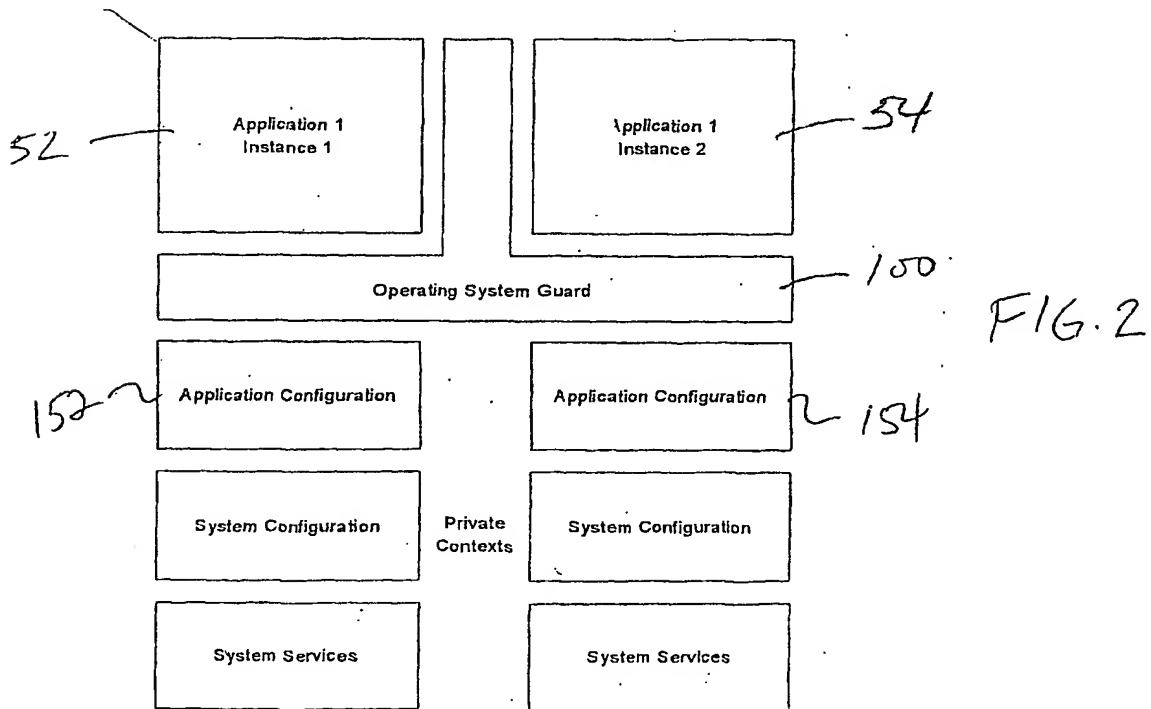 Application 1
Instance 1
Application 1
Instance 2
52
54
Operating System Guard
100
FIG. 2
Application Configuration
Application Configuration
152
154
System Configuration
Private
Contexts
System Configuration
System Services
System Services